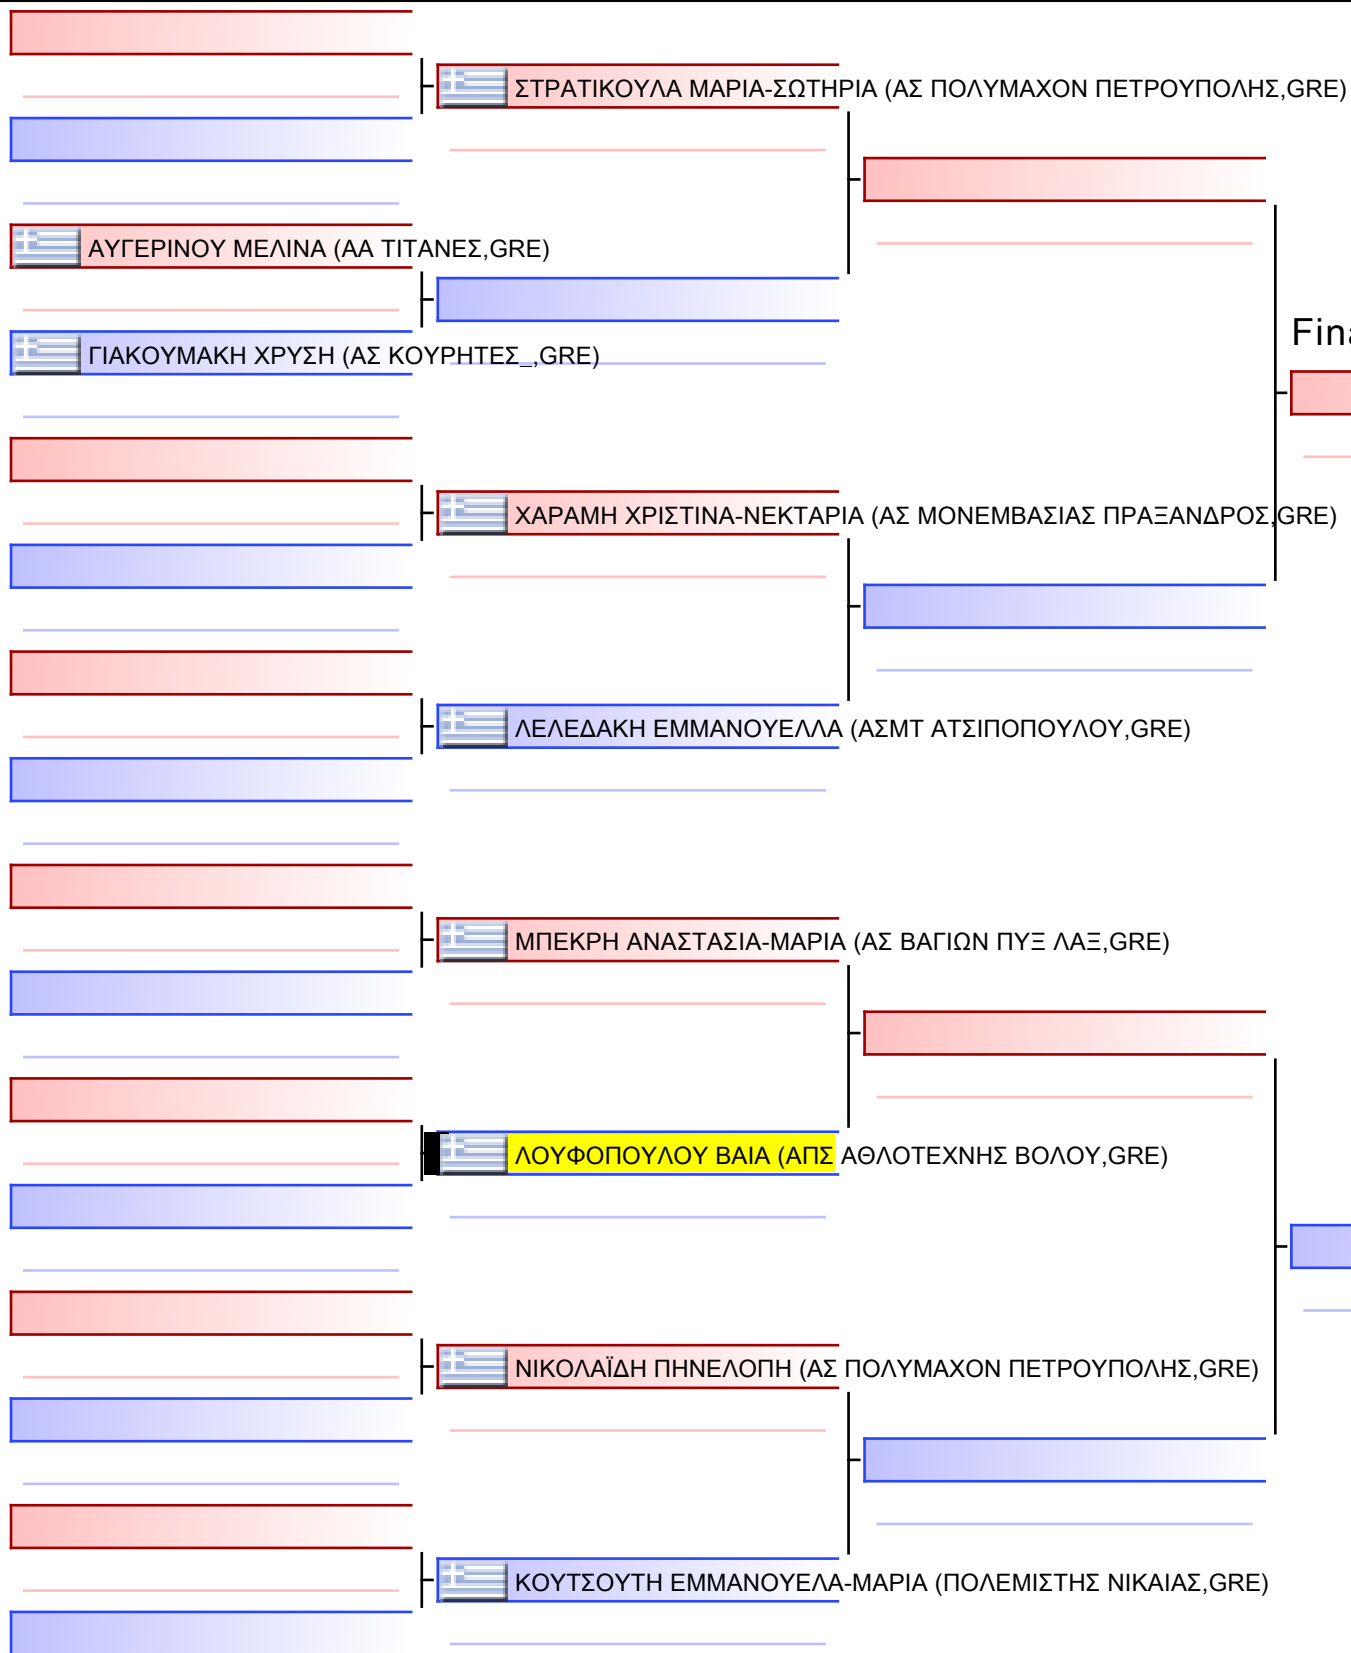 ΣΤΡΑΤΙΚΟΥΛΑ ΜΑΡΙΑ-ΣΩΤΗΡΙΑ (ΑΣ ΠΟΛΥΜΑΧΟΝ ΠΕΤΡΟΥΠΟΛΗΣ,GRE)
ΑΥΓΕΡΙΝΟΥ ΜΕΛΙΝΑ (ΑΑ ΤΙΤΑΝΕΣ,GRE)
ΓΙΑΚΟΥΜΑΚΗ ΧΡΥΣΗ (ΑΣ ΚΟΥΡΗΤΕΣ_,GRE)
ΧΑΡΑΜΗ ΧΡΙΣΤΙΝΑ-ΝΕΚΤΑΡΙΑ (ΑΣ ΜΟΝΕΜΒΑΣΙΑΣ ΠΡΑΞΑΝΔΡΟΣ,GRE)
ΛΕΛΕΔΑΚΗ ΕΜΜΑΝΟΥΕΛΛΑ (ΑΣΜΤ ΑΤΣΙΠΟΠΟΥΛΟΥ,GRE)
ΜΠΕΚΡΗ ΑΝΑΣΤΑΣΙΑ-ΜΑΡΙΑ (ΑΣ ΒΑΓΙΩΝ ΠΥΞ ΛΑΞ,GRE)
ΛΟΥΦΟΠΟΥΛΟΥ ΒΑΙΑ (ΑΠΣ ΑΘΛΟΤΕΧΝΗΣ ΒΟΛΟΥ,GRE)
ΝΙΚΟΛΑΪΔΗ ΠΗΝΕΛΟΠΗ (ΑΣ ΠΟΛΥΜΑΧΟΝ ΠΕΤΡΟΥΠΟΛΗΣ,GRE)
ΚΟΥΤΣΟΥΤΗ ΕΜΜΑΝΟΥΕΛΑ-ΜΑΡΙΑ (ΠΟΛΕΜΙΣΤΗΣ ΝΙΚΑΙΑΣ,GRE)